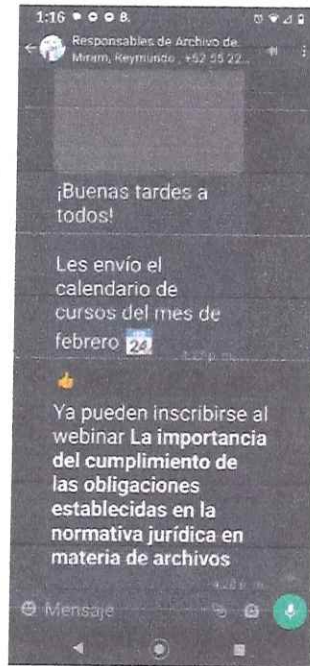 1:16
Responsables de Archivo de.
Miram, Reymundo, +52 55 22...
¡Buenas tardes a
todos!
Les envío el
calendario de
cursos del mes de
febrero
Ya pueden inscribirse al
webinar La importancia
del cumplimiento de
las obligaciones
establecidas en la
normativa jurídica en
materia de archivos
Mensaje